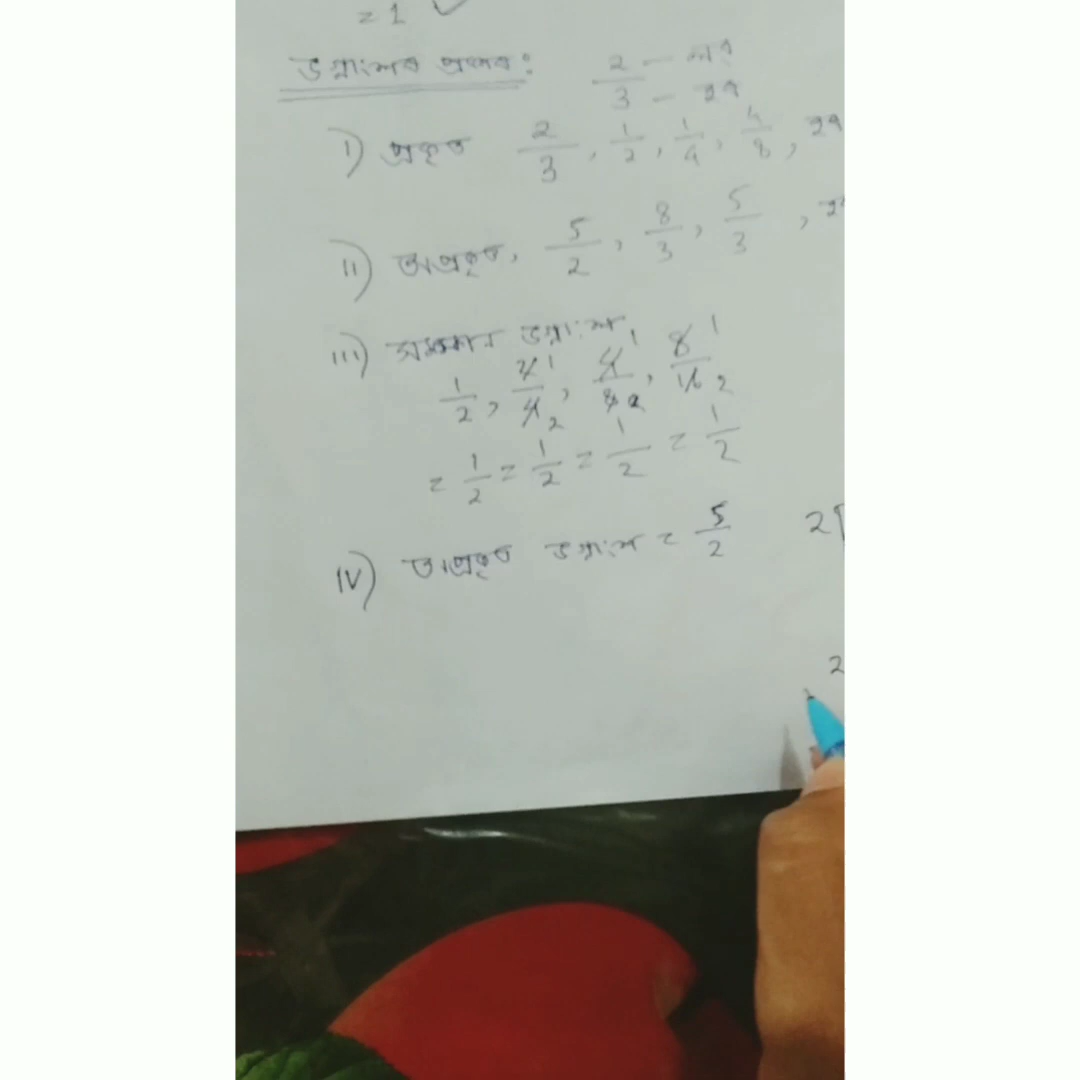 = 1 ✓
ভগ্নাংশের প্রকার :
2/3 — লব
— হর
i) প্রকৃত 2/3, 1/2, 1/4, 4/8,
ii) অপ্রকৃত, 5/2, 8/3, 5/3,
iii) সমতুল ভগ্নাংশ,
1/2, 2/4, 4/8, 8/16
= 1/2 = 1/2 = 1/2 = 1/2
iv) অপ্রকৃত ভগ্নাংশ = 5/2 2
2